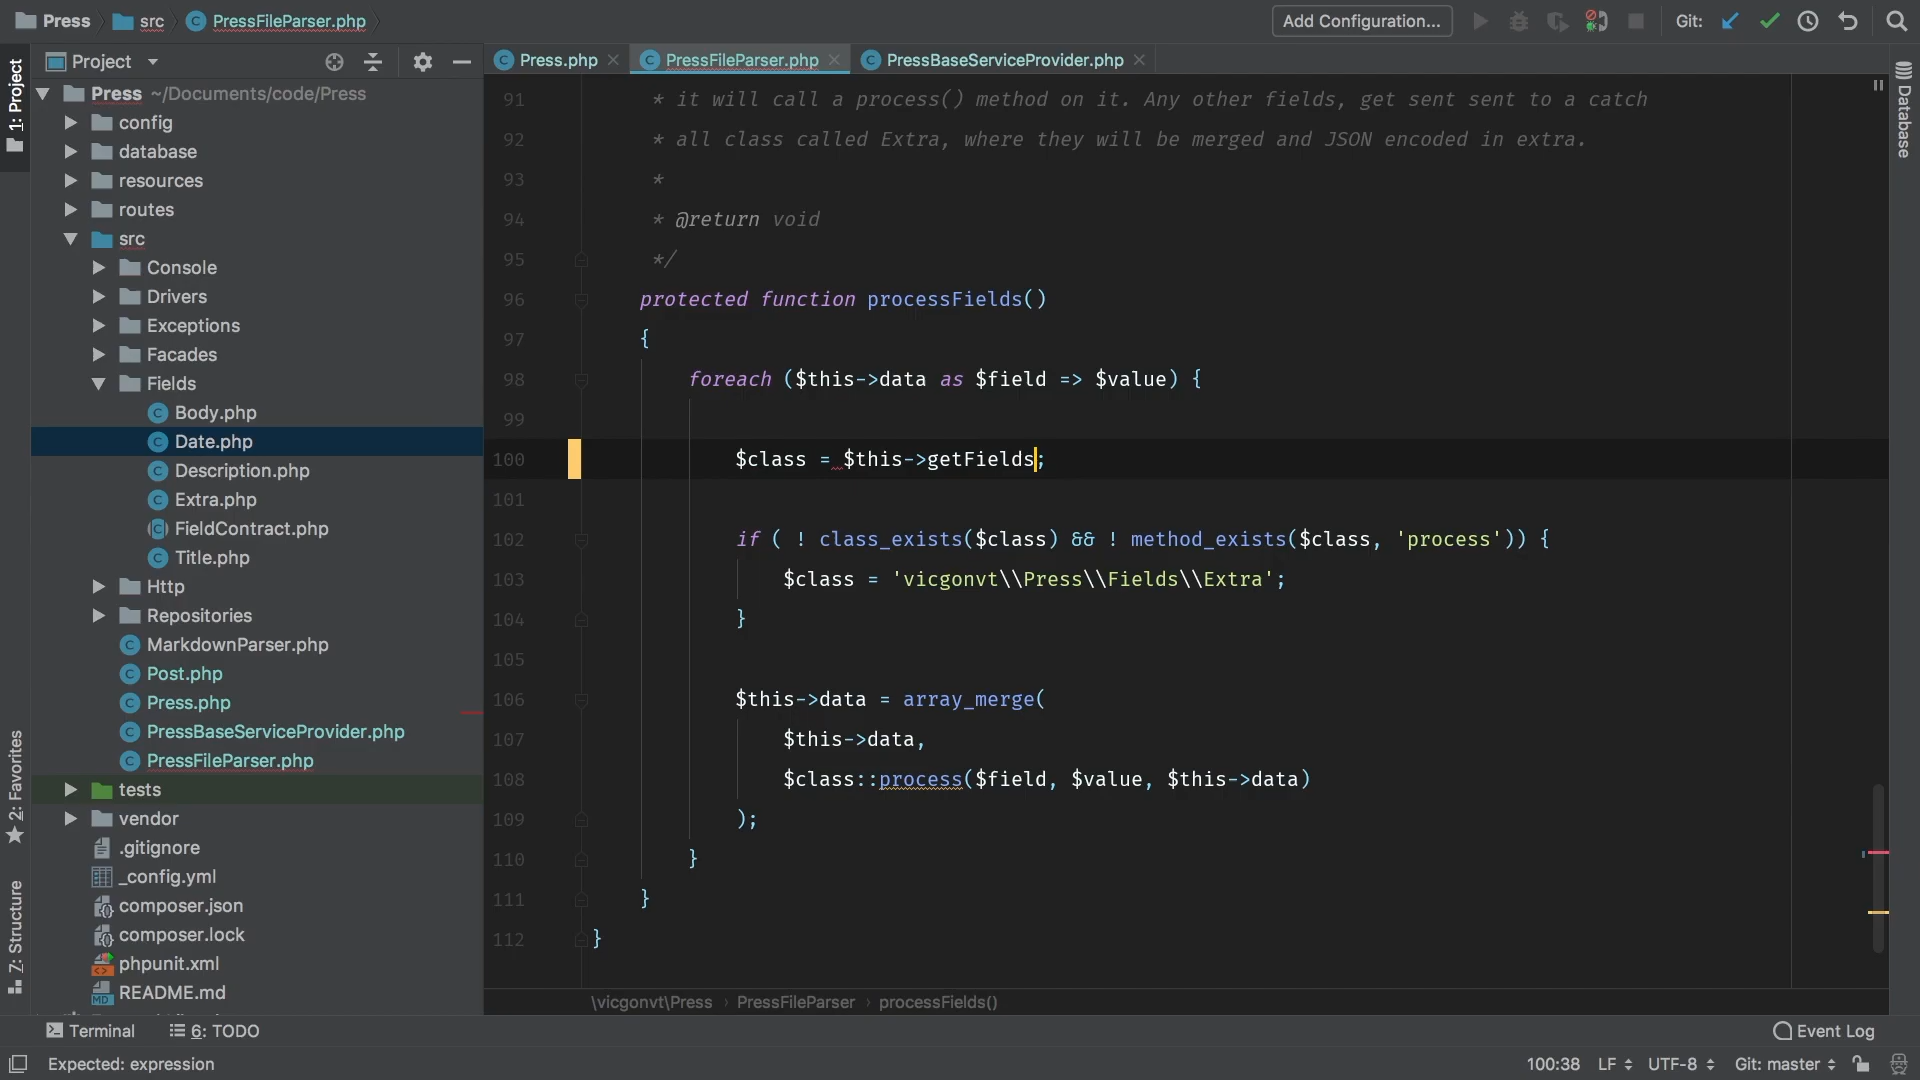 Press
src
PressFileParser.php
Add Configuration...
Git:
1: Project
Project
Press ~/Documents/code/Press
config
database
resources
routes
src
Console
Drivers
Exceptions
Facades
Fields
Body.php
Date.php
Description.php
Extra.php
FieldContract.php
Title.php
Http
Repositories
MarkdownParser.php
Post.php
Press.php
PressBaseServiceProvider.php
PressFileParser.php
tests
vendor
.gitignore
_config.yml
composer.json
composer.lock
phpunit.xml
README.md
2: Favorites
7: Structure
Press.php
PressFileParser.php
PressBaseServiceProvider.php
Database
91 * it will call a process() method on it. Any other fields, get sent sent to a catch
92 * all class called Extra, where they will be merged and JSON encoded in extra.
93 *
94 * @return void
95 */
96 protected function processFields()
97 {
98 foreach ($this->data as $field => $value) {
99
100 $class = $this->getFields;
101
102 if ( ! class_exists($class) && ! method_exists($class, 'process')) {
103 $class = 'vicgonvt\\Press\\Fields\\Extra';
104 }
105
106 $this->data = array_merge(
107 $this->data,
108 $class::process($field, $value, $this->data)
109 );
110 }
111 }
112 }
\vicgonvt\Press › PressFileParser › processFields()
Terminal
6: TODO
Event Log
Expected: expression
100:38 LF UTF-8 Git: master